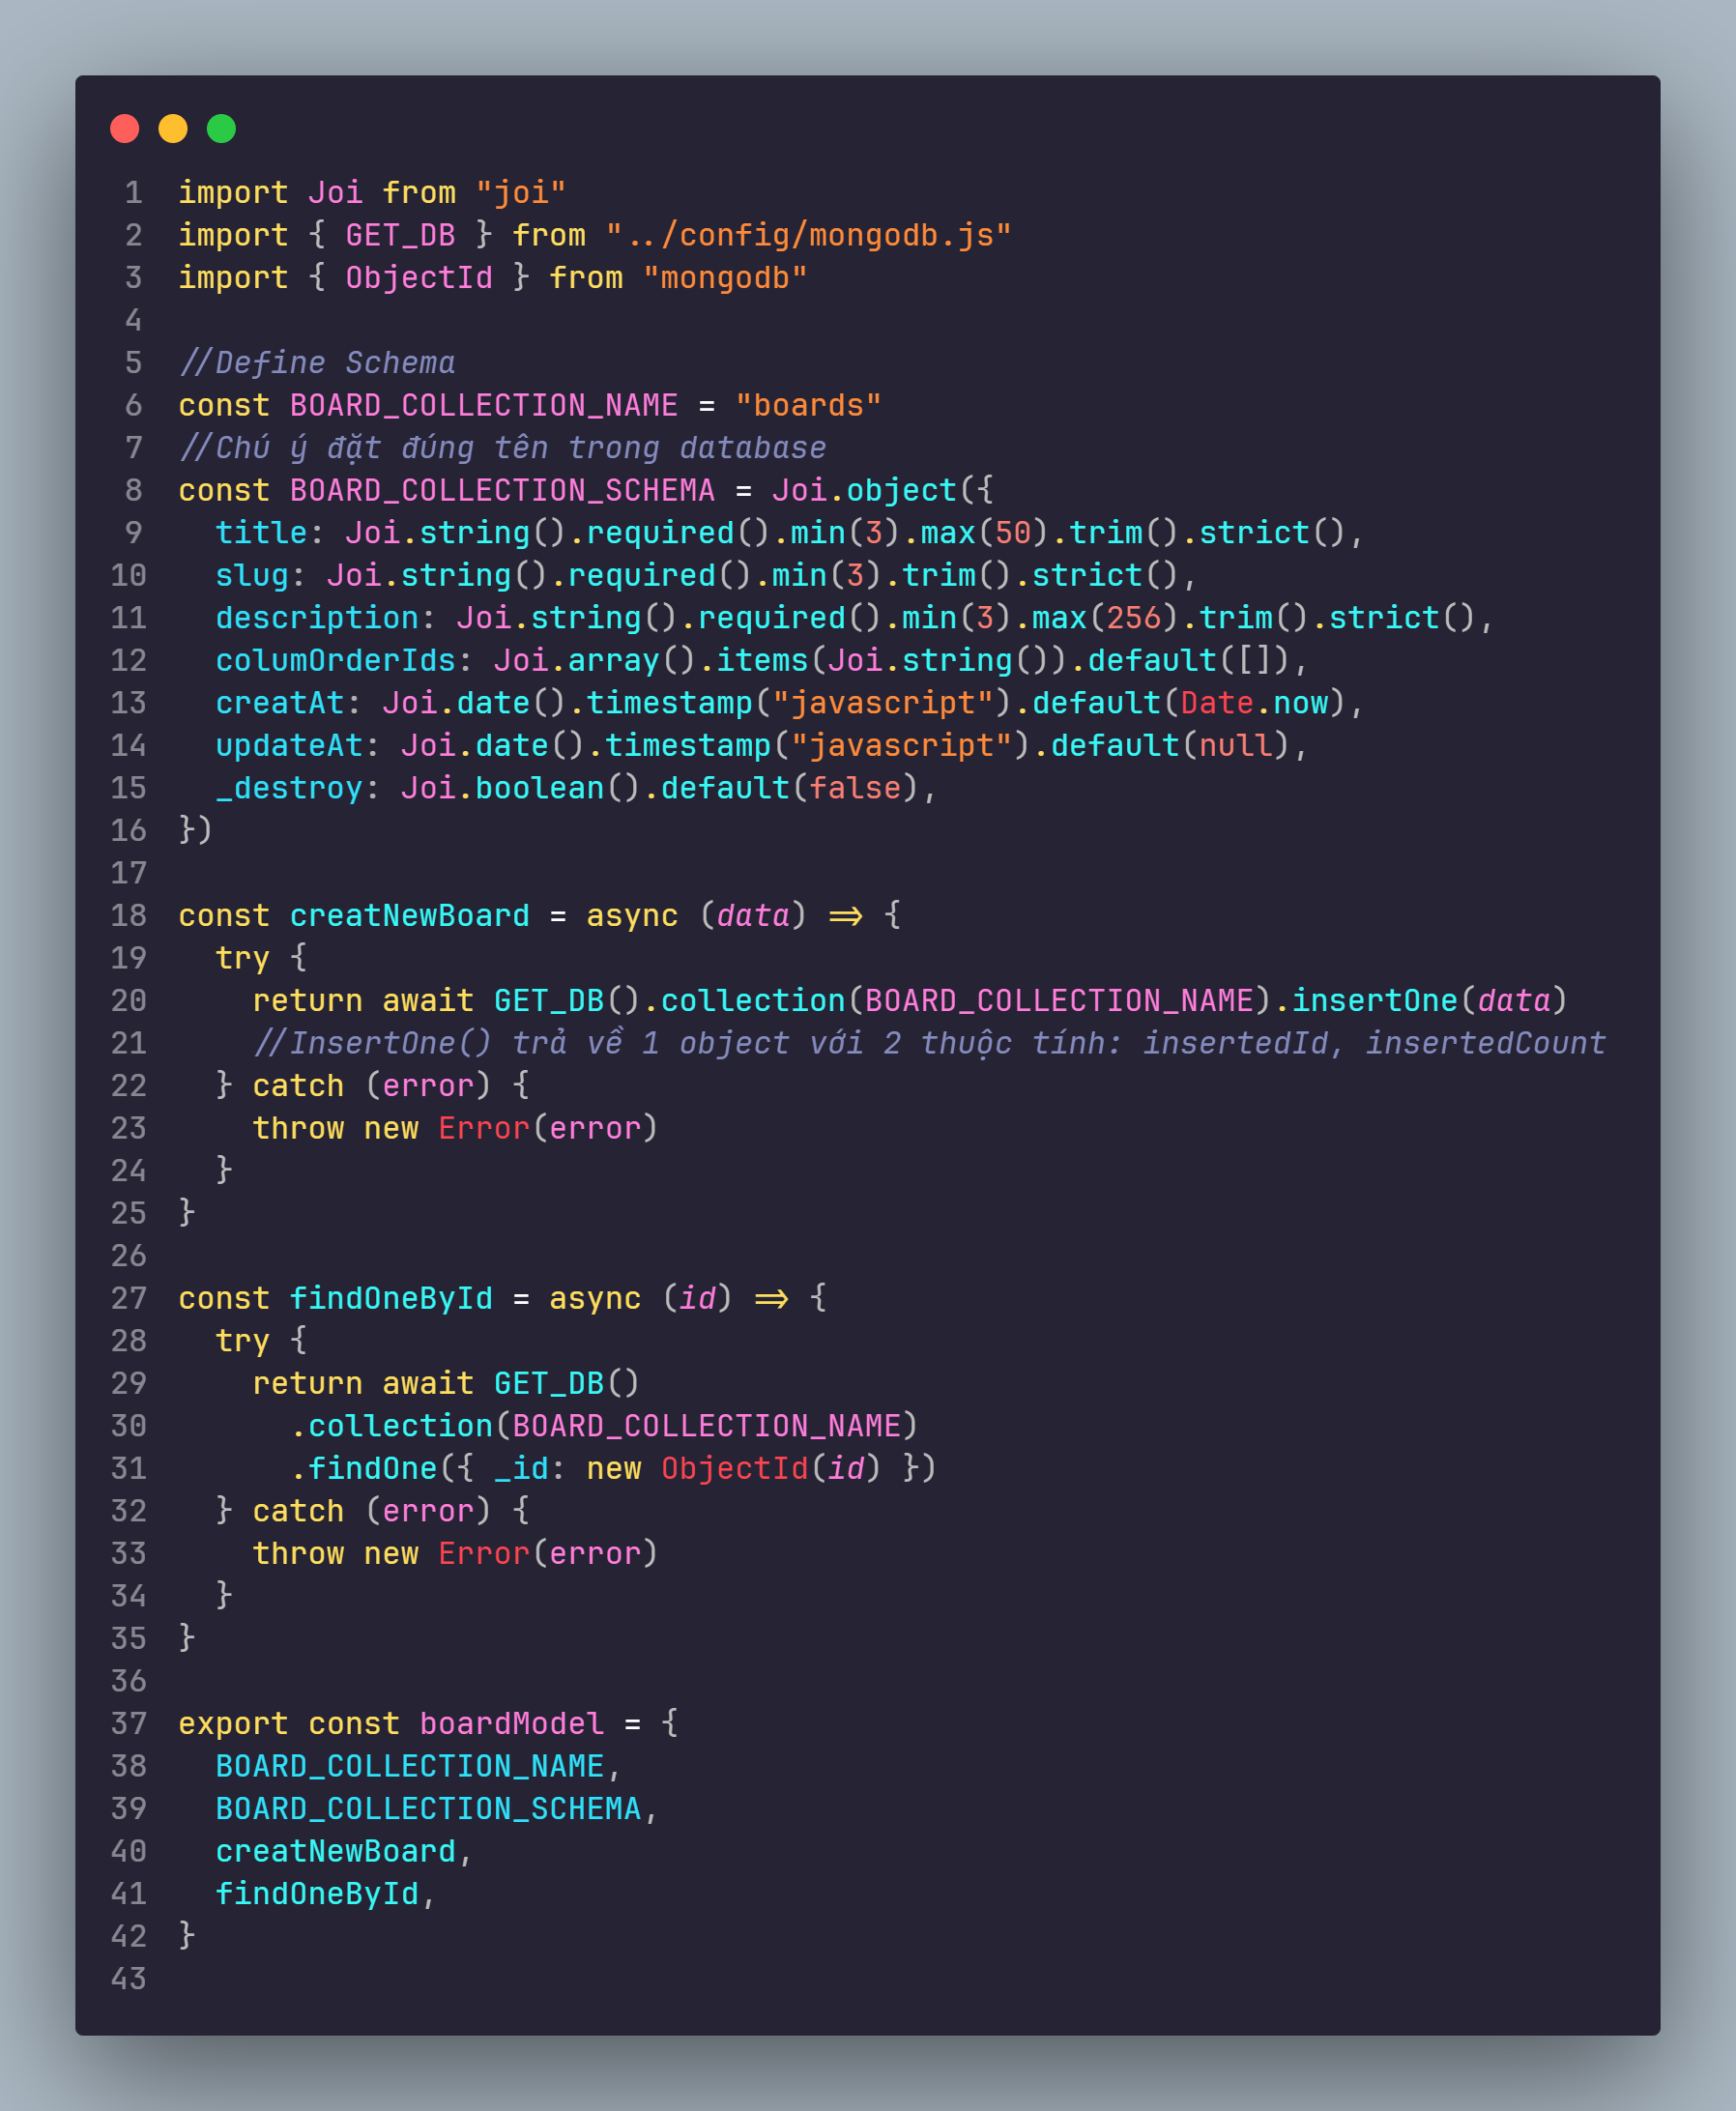 1 import Joi from "joi"
2 import { GET_DB } from "../config/mongodb.js"
3 import { ObjectId } from "mongodb"
4
5 //Define Schema
6 const BOARD_COLLECTION_NAME = "boards"
7 //Chú ý đặt đúng tên trong database
8 const BOARD_COLLECTION_SCHEMA = Joi.object({
9   title: Joi.string().required().min(3).max(50).trim().strict(),
10   slug: Joi.string().required().min(3).trim().strict(),
11   description: Joi.string().required().min(3).max(256).trim().strict(),
12   columOrderIds: Joi.array().items(Joi.string()).default([]),
13   creatAt: Joi.date().timestamp("javascript").default(Date.now),
14   updateAt: Joi.date().timestamp("javascript").default(null),
15   _destroy: Joi.boolean().default(false),
16 })
17
18 const creatNewBoard = async (data) => {
19   try {
20     return await GET_DB().collection(BOARD_COLLECTION_NAME).insertOne(data)
21     //InsertOne() trả về 1 object với 2 thuộc tính: insertedId, insertedCount
22   } catch (error) {
23     throw new Error(error)
24   }
25 }
26
27 const findOneById = async (id) => {
28   try {
29     return await GET_DB()
30       .collection(BOARD_COLLECTION_NAME)
31       .findOne({ _id: new ObjectId(id) })
32   } catch (error) {
33     throw new Error(error)
34   }
35 }
36
37 export const boardModel = {
38   BOARD_COLLECTION_NAME,
39   BOARD_COLLECTION_SCHEMA,
40   creatNewBoard,
41   findOneById,
42 }
43